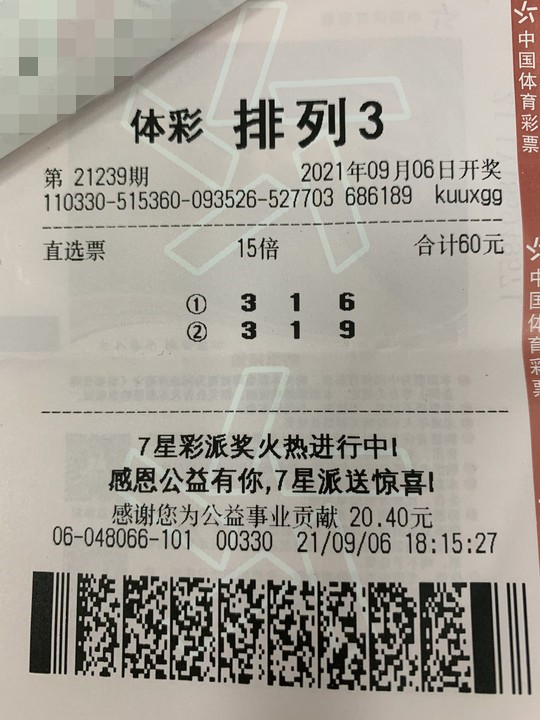 体彩 排列3
第 21239期 2021年09月06日开奖
110330-515360-093526-527703 686189 kuuxgg
直选票 15倍 合计60元
① 3 1 6
② 3 1 9
7星彩派奖火热进行中!
感恩公益有你,7星派送惊喜!
感谢您为公益事业贡献 20.40元
06-048066-101 00330 21/09/06 18:15:27
中国体育彩票
中国体育彩票